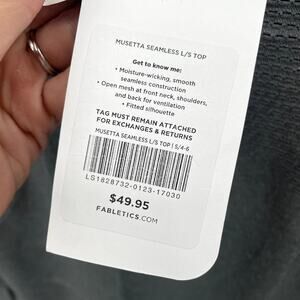 MUSETTA SEAMLESS L/S TOP
Get to know me:
• Moisture-wicking, smooth
seamless construction
• Open mesh at front neck, shoulders,
and back for ventilation
• Fitted silhouette
TAG MUST REMAIN ATTACHED
FOR EXCHANGES & RETURNS
MUSETTA SEAMLESS L/S TOP | S/4-6
LS1828732-0123-17030
$49.95
FABLETICS.COM